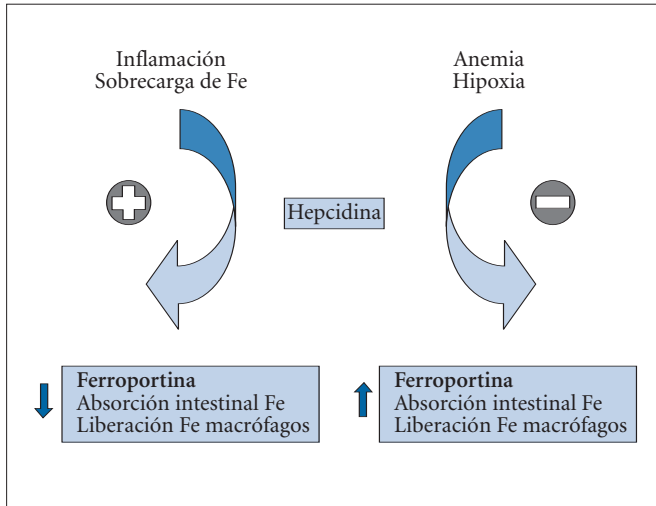 Inflamación
Sobrecarga de Fe
Anemia
Hipoxia
Hepcidina
Ferroportina
Absorción intestinal Fe
Liberación Fe macrófagos
Ferroportina
Absorción intestinal Fe
Liberación Fe macrófagos